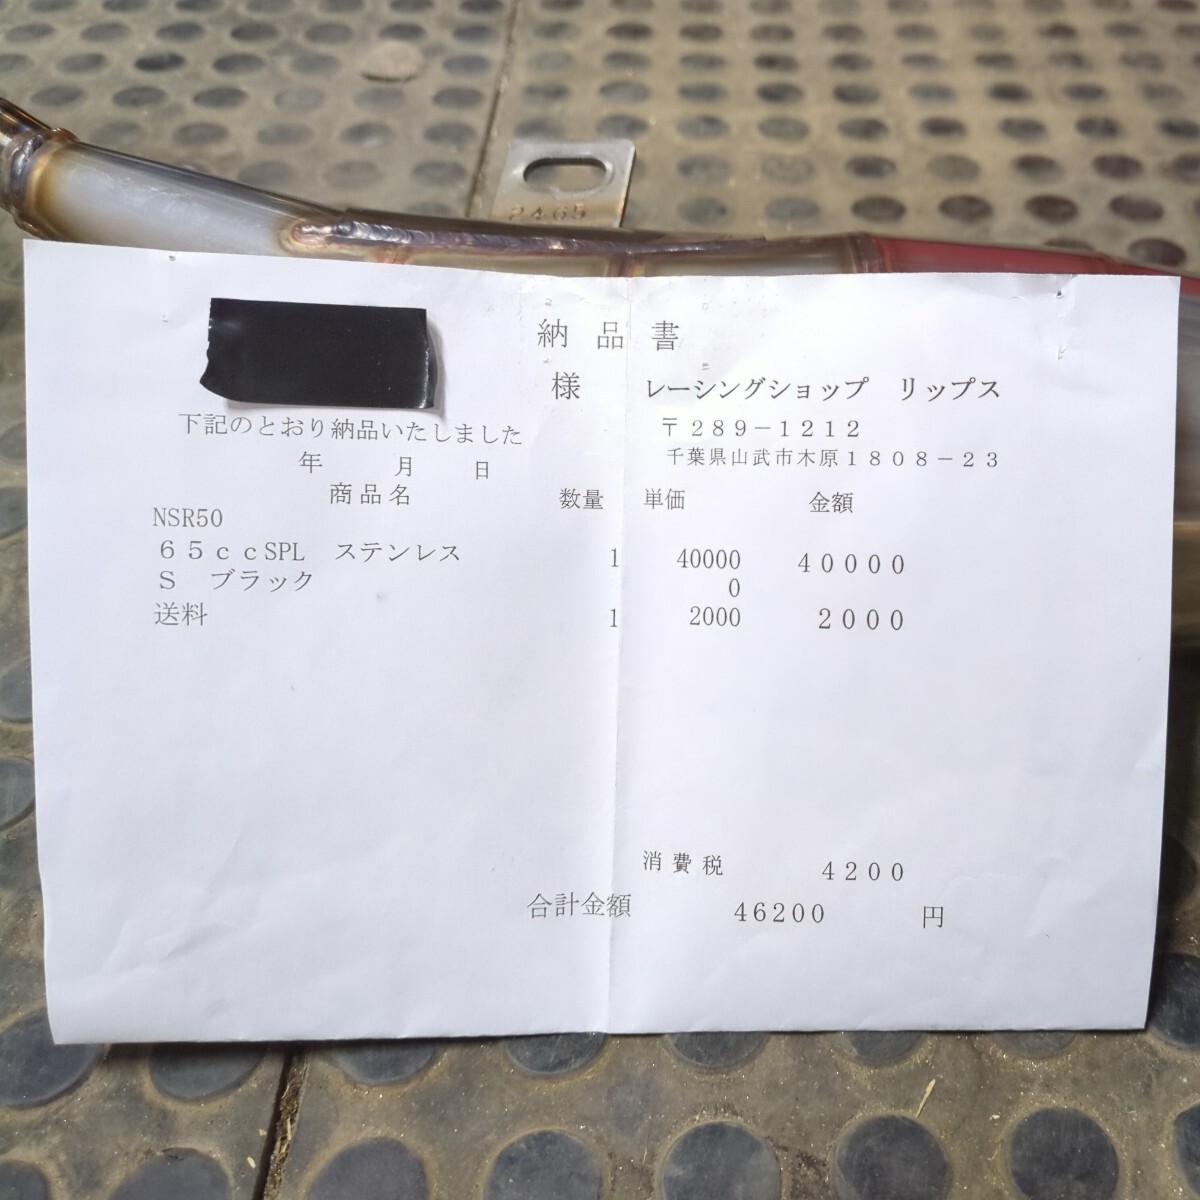 2465
納品書
様 レーシングショップ リップス
下記のとおり納品いたしました 〒289-1212
千葉県山武市木原1808-23
年 月 日
商品名 数量 単価 金額
NSR50
65ccSPL ステンレス 1 40000 40000
S ブラック 0
送料 1 2000 2000
消費税 4200
合計金額 46200 円